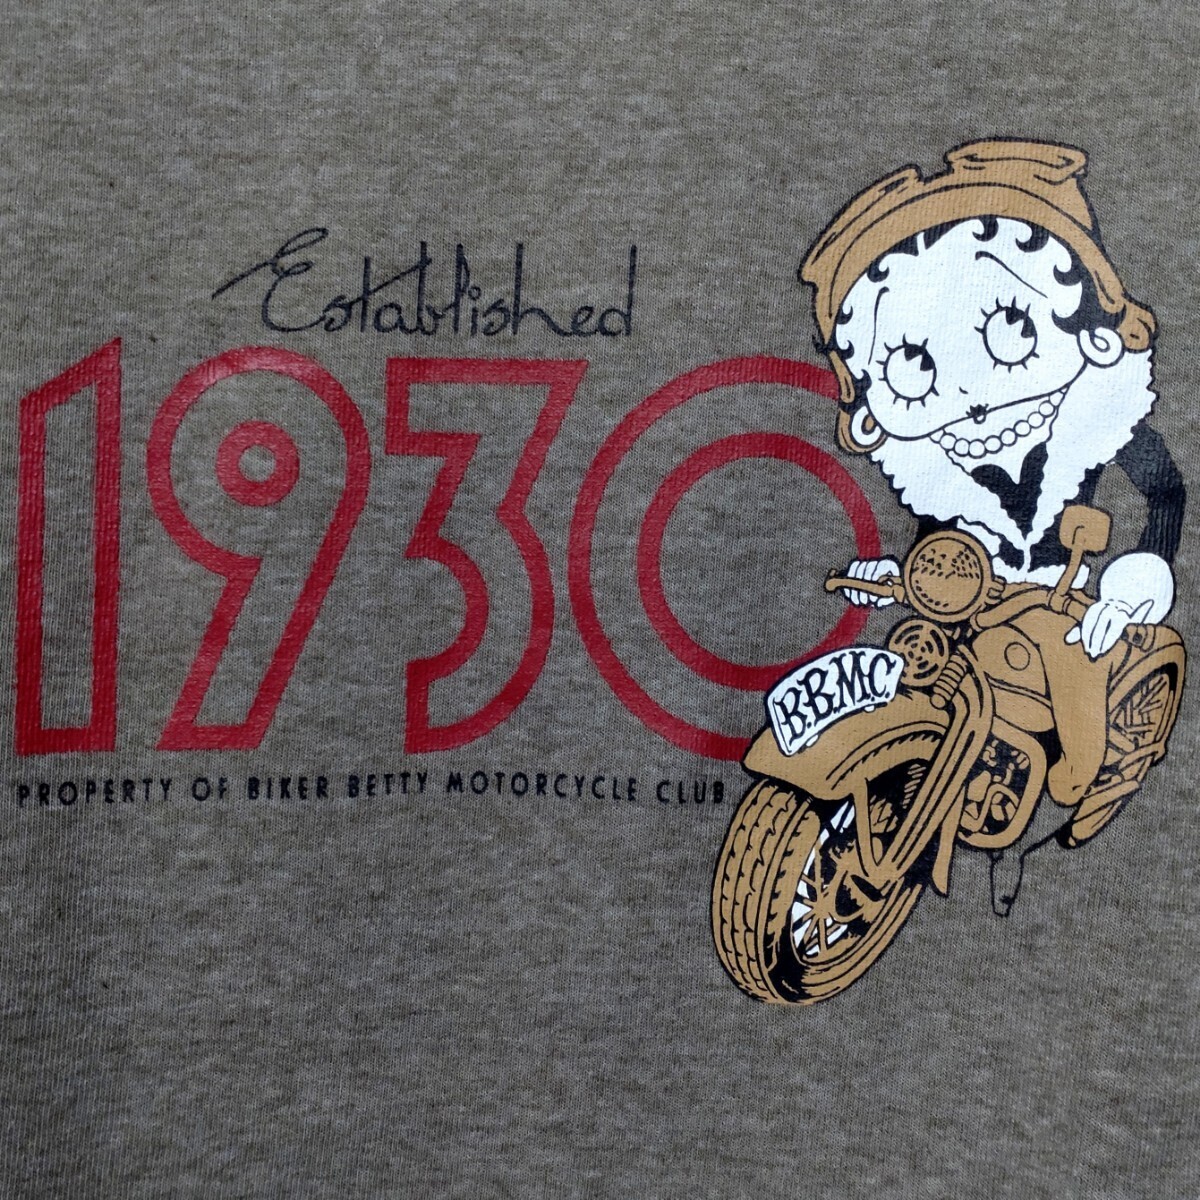 Established
1930
PROPERTY OF BIKER BETTY MOTORCYCLE CLUB
B.B.M.C